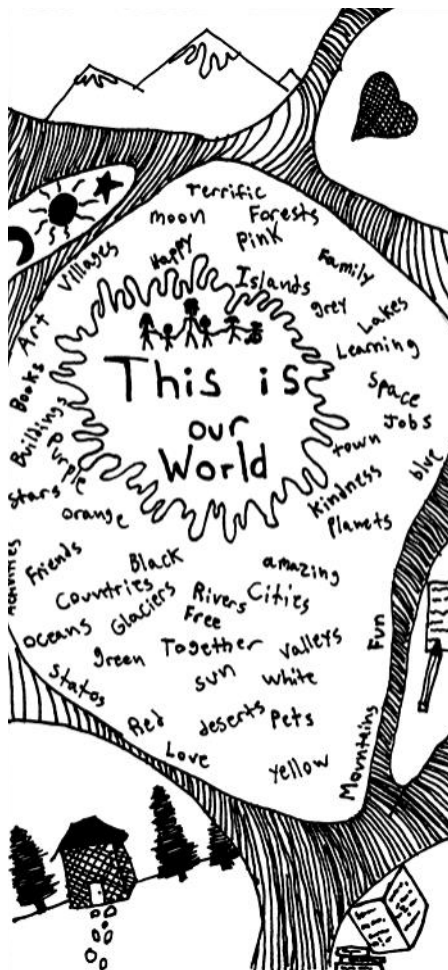 Terrific
moon
Forests
Pink
Happy
Villages
Family
Islands
grey
Lakes
Art
Learning
Books
Space
Jobs
This is
our
World
Buildings
Purple
town
blue
Kindness
Stars
orange
Planets
Friends
Black
amazing
Countries
Glaciers
Rivers
Cities
Free
Oceans
Together
Valleys
Fun
green
Sun
White
States
Red
deserts
Pets
Love
yellow
Mountains